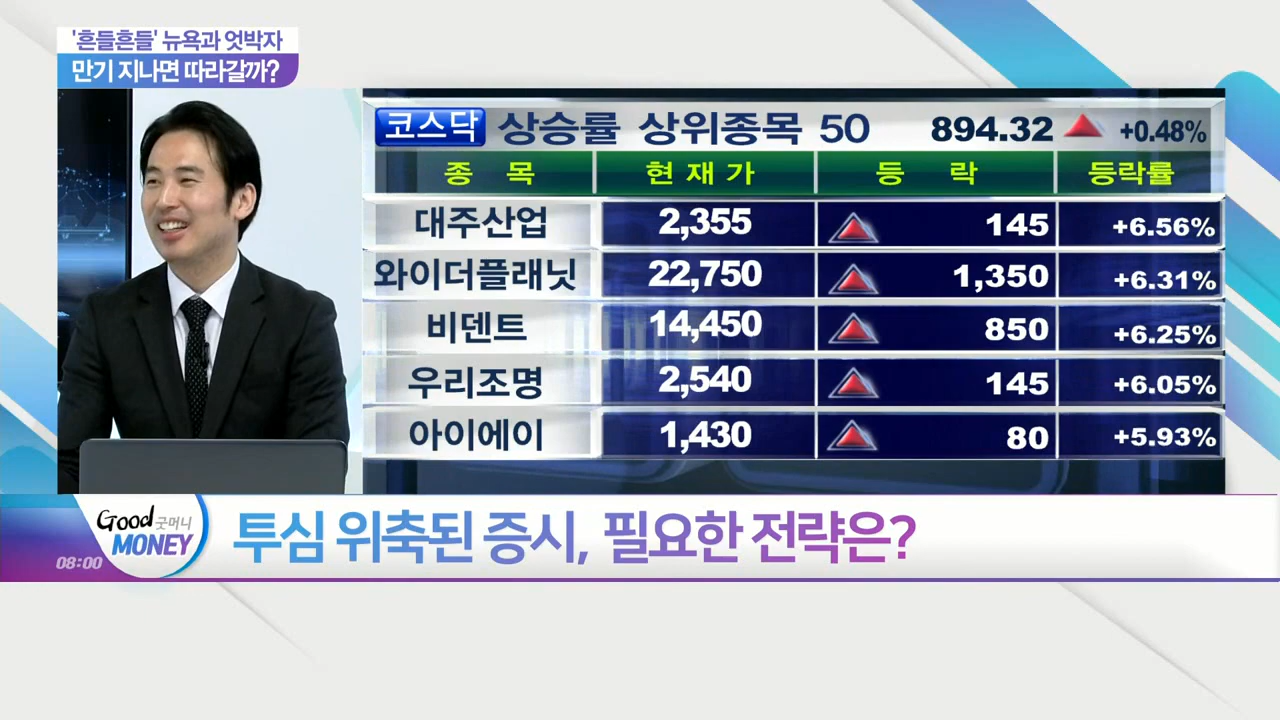 '흔들흔들' 뉴욕과 엇박자
만기 지나면 따라갈까?
코스닥 상승률 상위종목 50 894.32 ▲ +0.48%
종 목 현 재 가 등 락 등락률
대주산업 2,355 ▲ 145 +6.56%
와이더플래닛 22,750 ▲ 1,350 +6.31%
비덴트 14,450 ▲ 850 +6.25%
우리조명 2,540 ▲ 145 +6.05%
아이에이 1,430 ▲ 80 +5.93%
Good 굿머니
MONEY
08:00
투심 위축된 증시, 필요한 전략은?